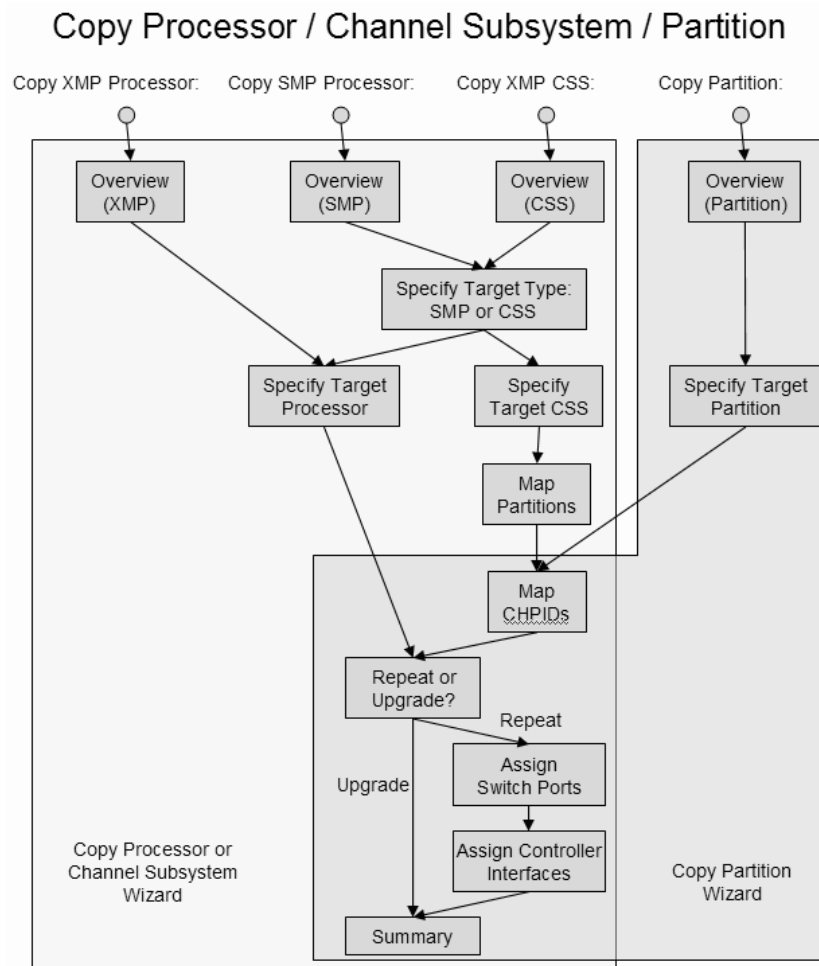 Copy Processor / Channel Subsystem / Partition
Copy XMP Processor:
Copy SMP Processor:
Copy XMP CSS:
Copy Partition:
Overview
(XMP)
Overview
(SMP)
Overview
(CSS)
Overview
(Partition)
Specify Target Type:
SMP or CSS
Specify Target
Processor
Specify
Target CSS
Specify Target
Partition
Map
Partitions
Map
CHPIDs
Repeat or
Upgrade?
Repeat
Upgrade
Assign
Switch Ports
Assign Controller
Interfaces
Summary
Copy Processor or
Channel Subsystem
Wizard
Copy Partition
Wizard